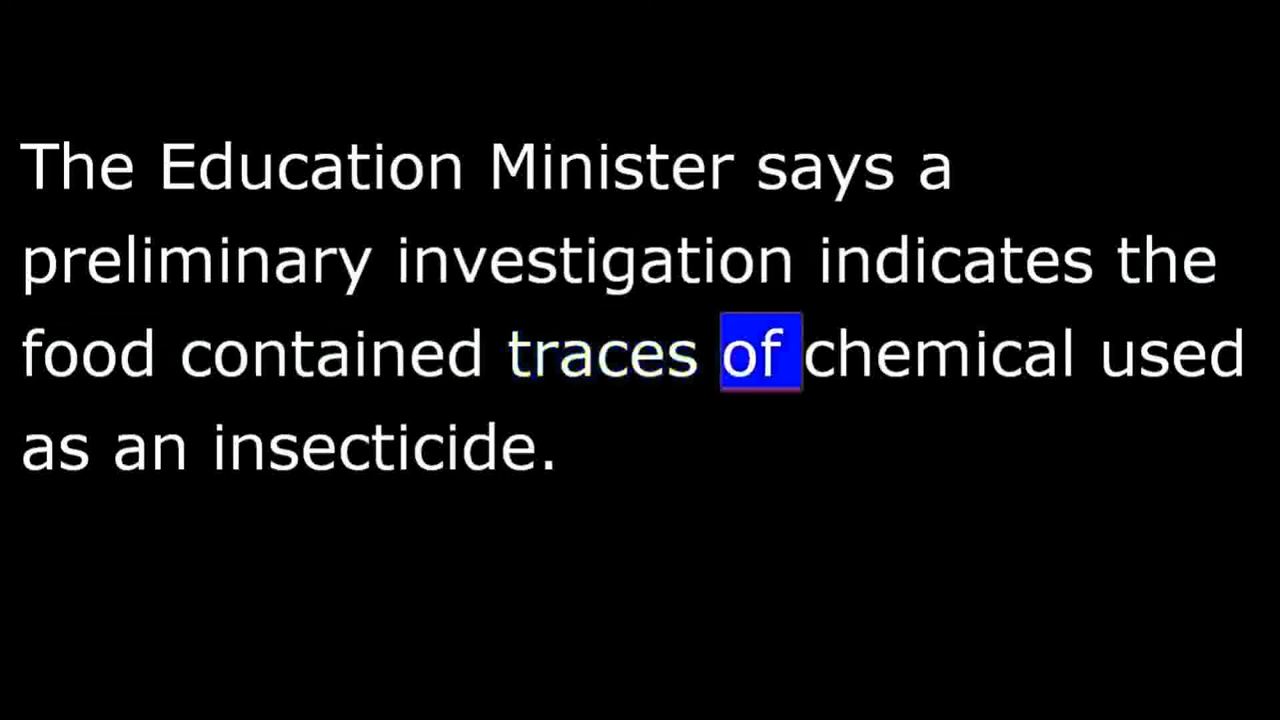 The Education Minister says a
preliminary investigation indicates the
food contained traces of chemical used
as an insecticide.